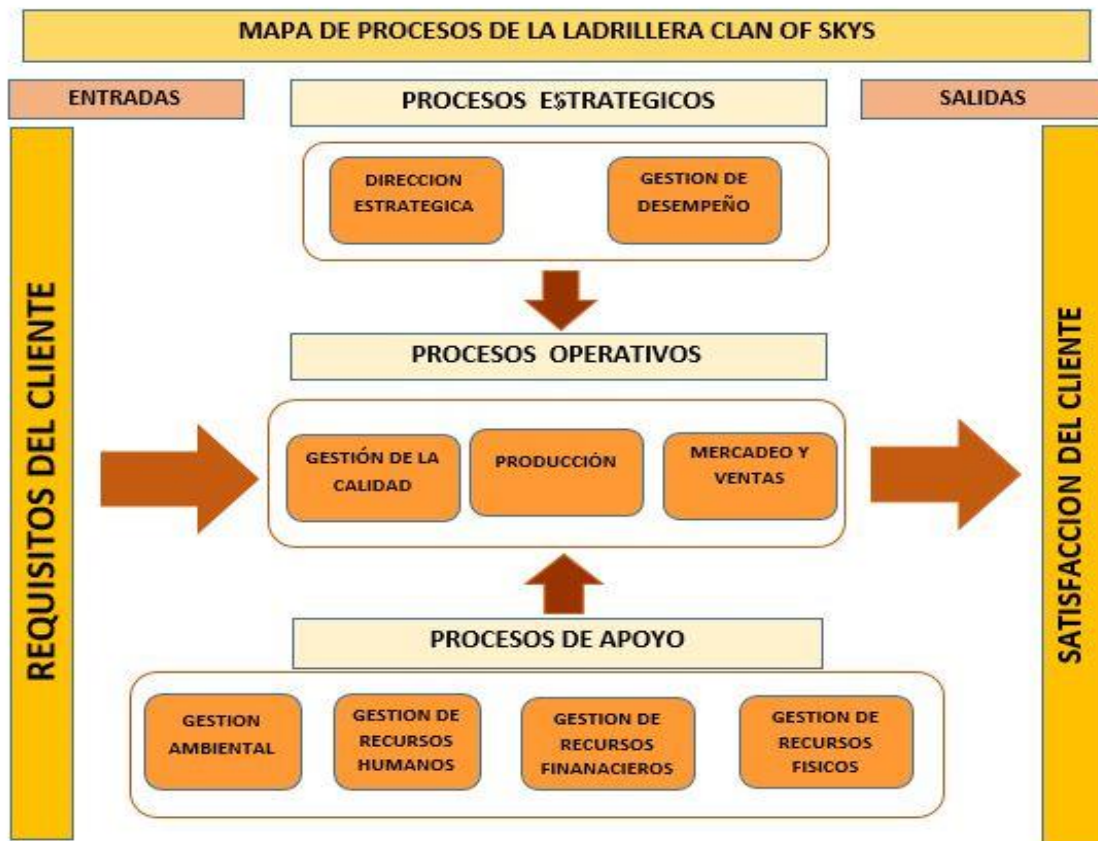 MAPA DE PROCESOS DE LA LADRILLERA CLAN OF SKYS
ENTRADAS
PROCESOS ESTRATEGICOS
SALIDAS
REQUISITOS DEL CLIENTE
DIRECCION
ESTRATEGICA
GESTION DE
DESEMPEÑO
PROCESOS OPERATIVOS
GESTIÓN DE LA
CALIDAD
PRODUCCIÓN
MERCADEO Y
VENTAS
PROCESOS DE APOYO
GESTION
AMBIENTAL
GESTION DE
RECURSOS
HUMANOS
GESTION DE
RECURSOS
FINANACIEROS
GESTION DE
RECURSOS
FISICOS
SATISFACCION DEL CLIENTE